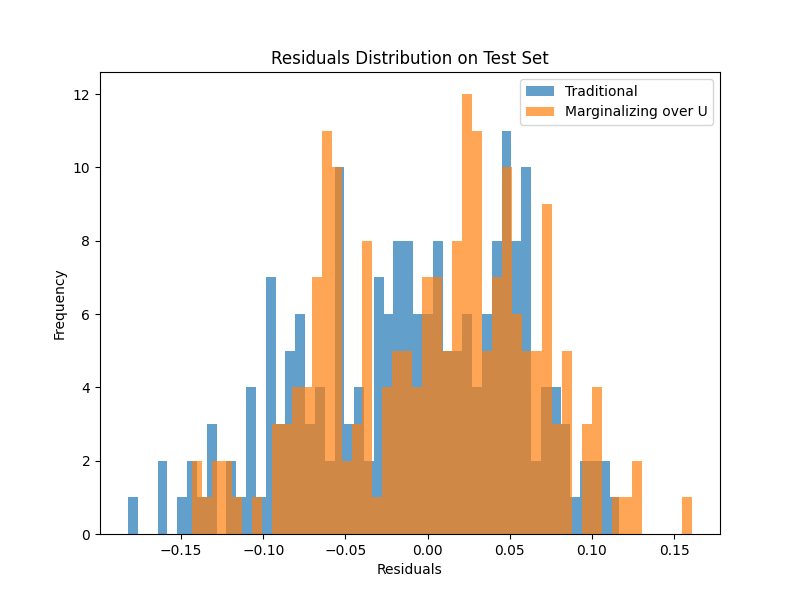 Residuals Distribution on Test Set
Traditional
Marginalizing over U
Frequency
12
10
8
6
4
2
0
−0.15
−0.10
−0.05
0.00
0.05
0.10
0.15
Residuals